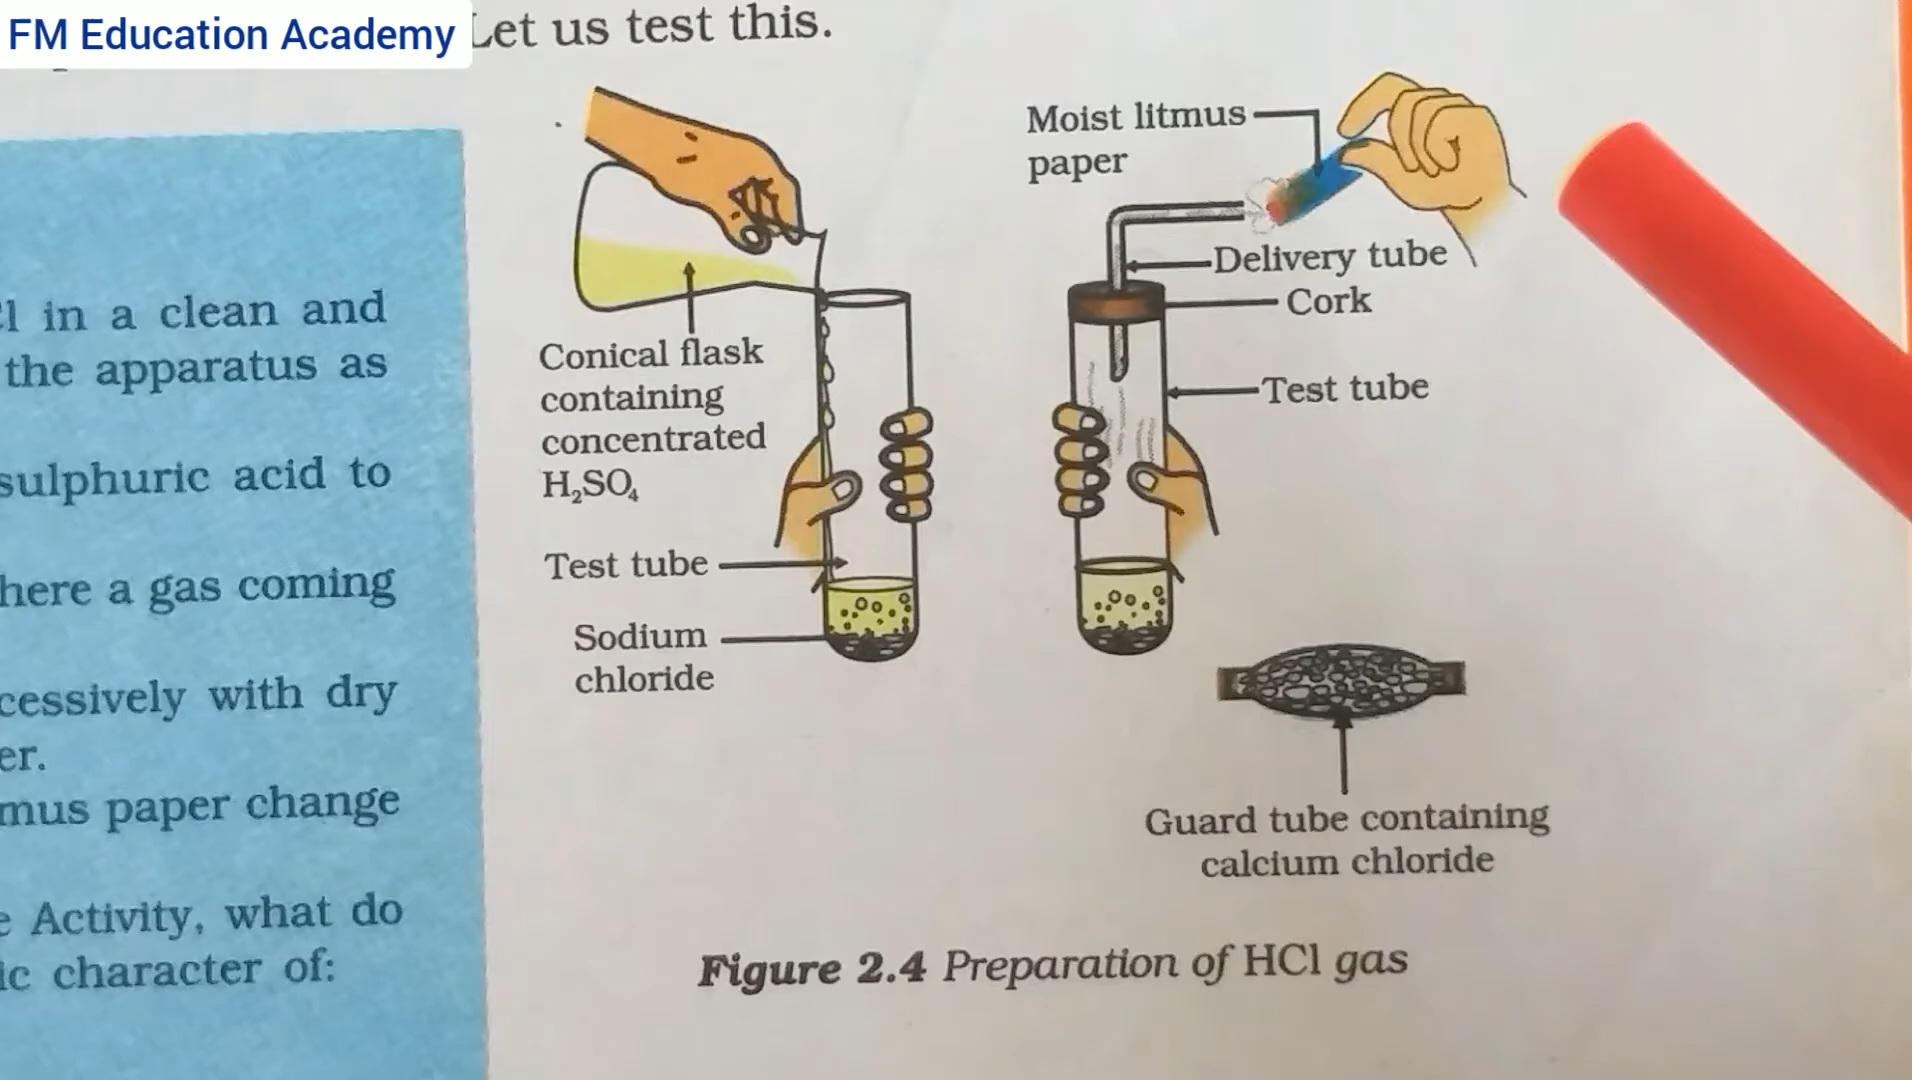 FM Education Academy
Let us test this.
l in a clean and
the apparatus as
sulphuric acid to
here a gas coming
cessively with dry
er.
mus paper change
e Activity, what do
ic character of:
Moist litmus
paper
Delivery tube
Cork
Test tube
Conical flask
containing
concentrated
H₂SO₄
Test tube
Sodium
chloride
Guard tube containing
calcium chloride
Figure 2.4 Preparation of HCl gas